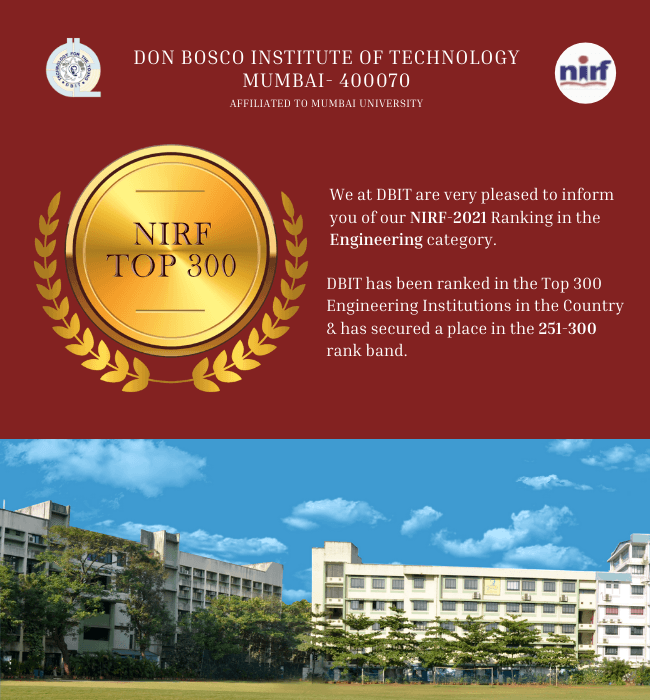 DON BOSCO INSTITUTE OF TECHNOLOGY
MUMBAI- 400070
AFFILIATED TO MUMBAI UNIVERSITY
nirf
NIRF
TOP 300
We at DBIT are very pleased to inform
you of our NIRF-2021 Ranking in the
Engineering category.
DBIT has been ranked in the Top 300
Engineering Institutions in the Country
& has secured a place in the 251-300
rank band.